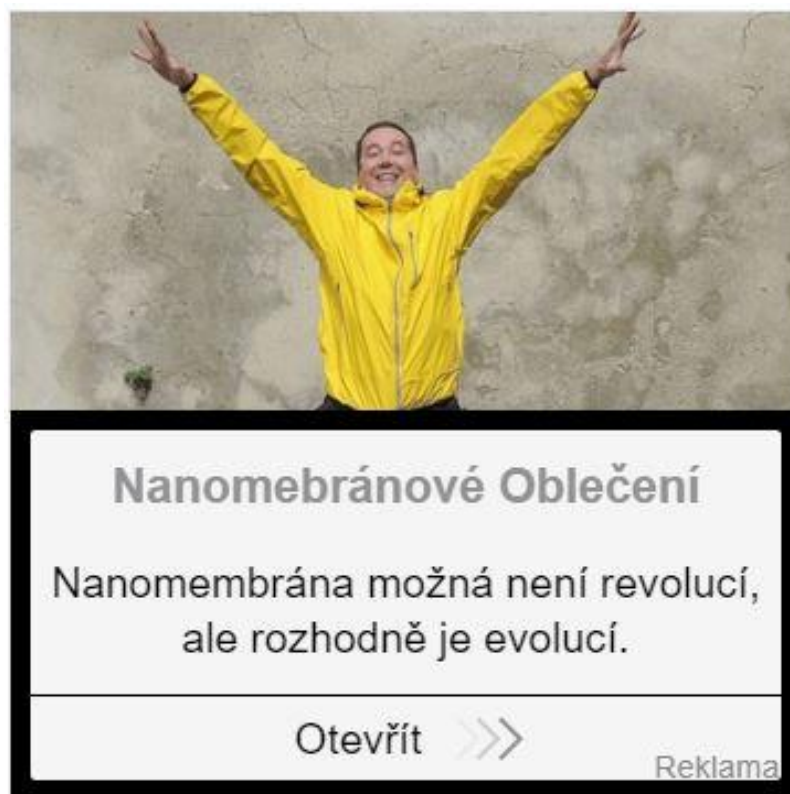 Nanomebránové Oblečení
Nanomembrána možná není revolucí,
ale rozhodně je evolucí.
Otevřít
Reklama